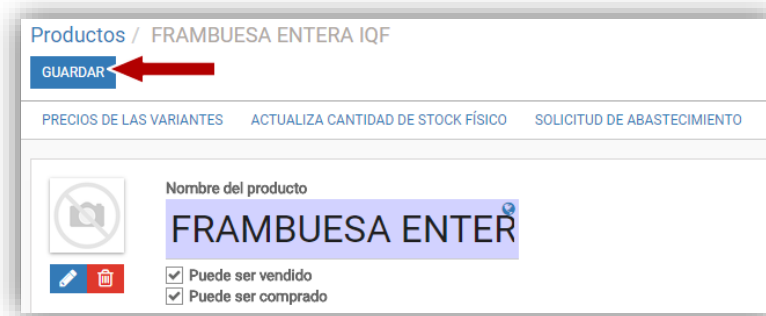 Productos / FRAMBUESA ENTERA IQF
GUARDAR
PRECIOS DE LAS VARIANTES ACTUALIZA CANTIDAD DE STOCK FÍSICO SOLICITUD DE ABASTECIMIENTO
Nombre del producto
FRAMBUESA ENTER
Puede ser vendido
Puede ser comprado